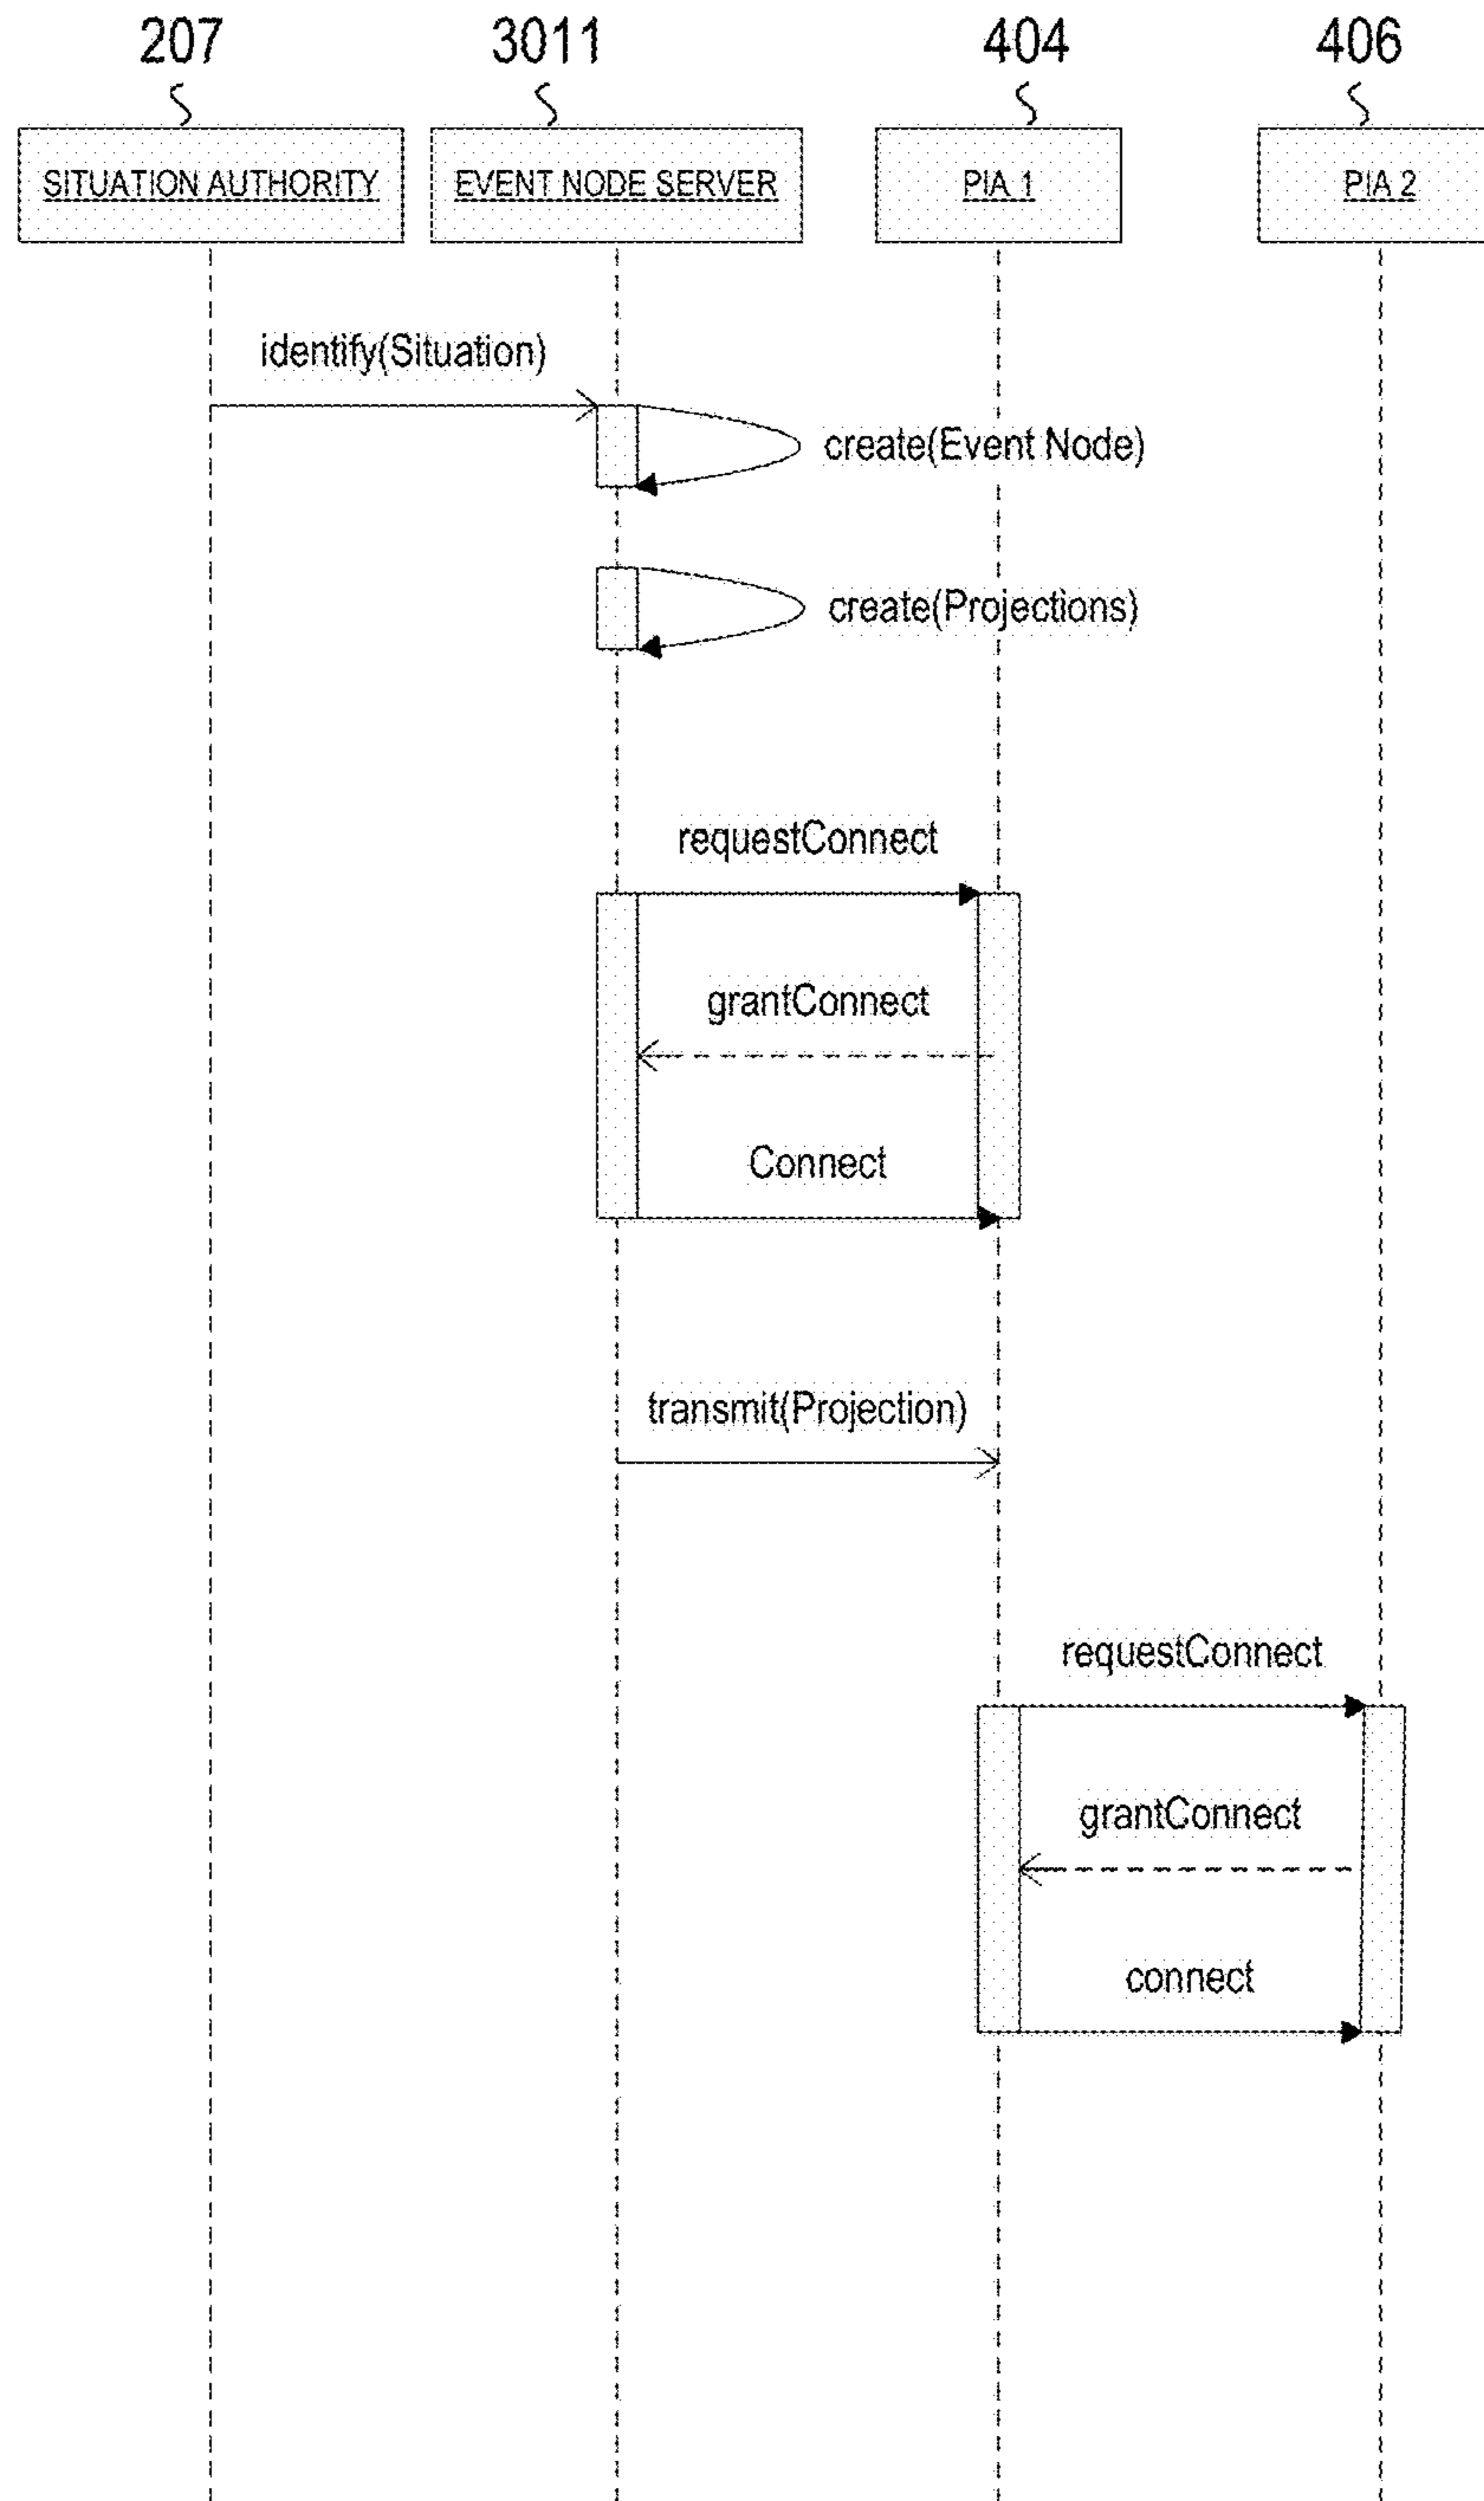 207 3011 404 406
SITUATION AUTHORITY EVENT NODE SERVER PIA 1 PIA 2
identify(Situation)
create(Event Node)
create(Projections)
requestConnect
grantConnect
Connect
transmit(Projection)
requestConnect
grantConnect
connect